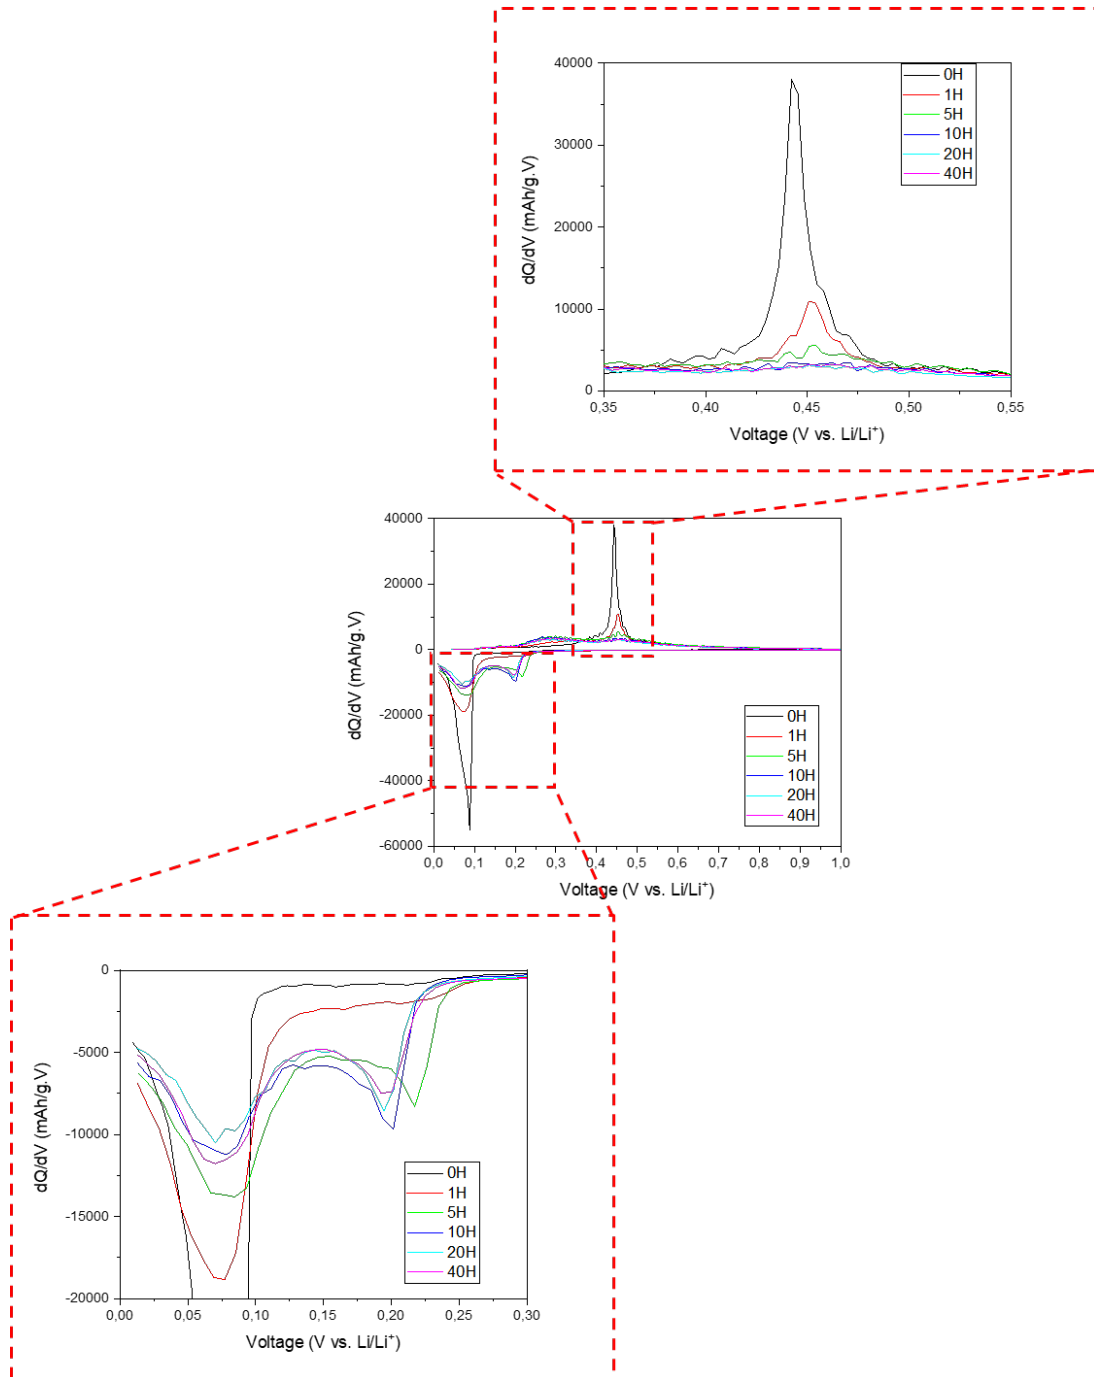 40000
30000
20000
10000
0
dQ/dV (mAh/g.V)
0H
1H
5H
10H
20H
40H
0,35 0,40 0,45 0,50 0,55
Voltage (V vs. Li/Li⁺)
40000
20000
0
-20000
-40000
-60000
dQ/dV (mAh/g.V)
0H
1H
5H
10H
20H
40H
0,0 0,1 0,2 0,3 0,4 0,5 0,6 0,7 0,8 0,9 1,0
Voltage (V vs. Li/Li⁺)
0
-5000
-10000
-15000
-20000
dQ/dV (mAh/g.V)
0H
1H
5H
10H
20H
40H
0,00 0,05 0,10 0,15 0,20 0,25 0,30
Voltage (V vs. Li/Li⁺)